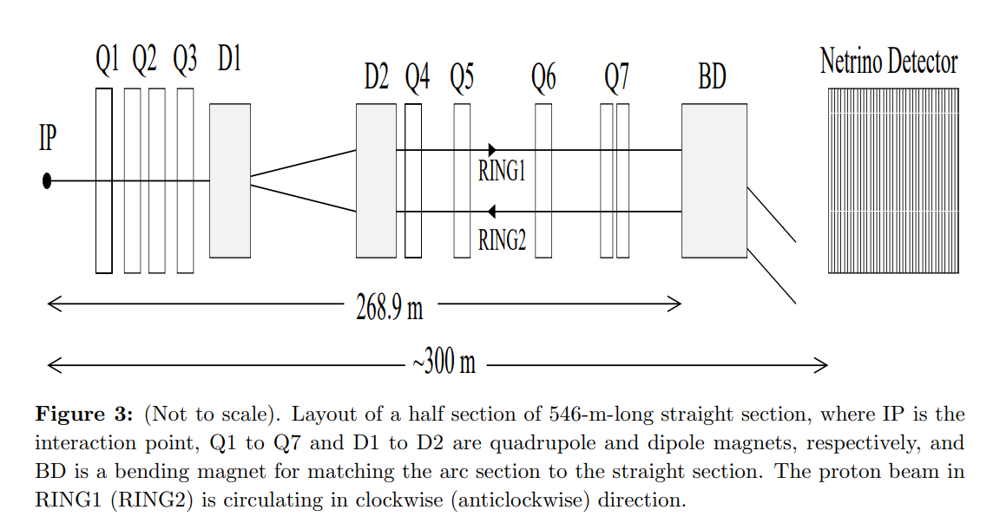 Q1 Q2 Q3 D1
D2 Q4 Q5 Q6 Q7 BD
Netrino Detector
IP
RING1
RING2
268.9 m
~300 m
Figure 3: (Not to scale). Layout of a half section of 546-m-long straight section, where IP is the
interaction point, Q1 to Q7 and D1 to D2 are quadrupole and dipole magnets, respectively, and
BD is a bending magnet for matching the arc section to the straight section. The proton beam in
RING1 (RING2) is circulating in clockwise (anticlockwise) direction.